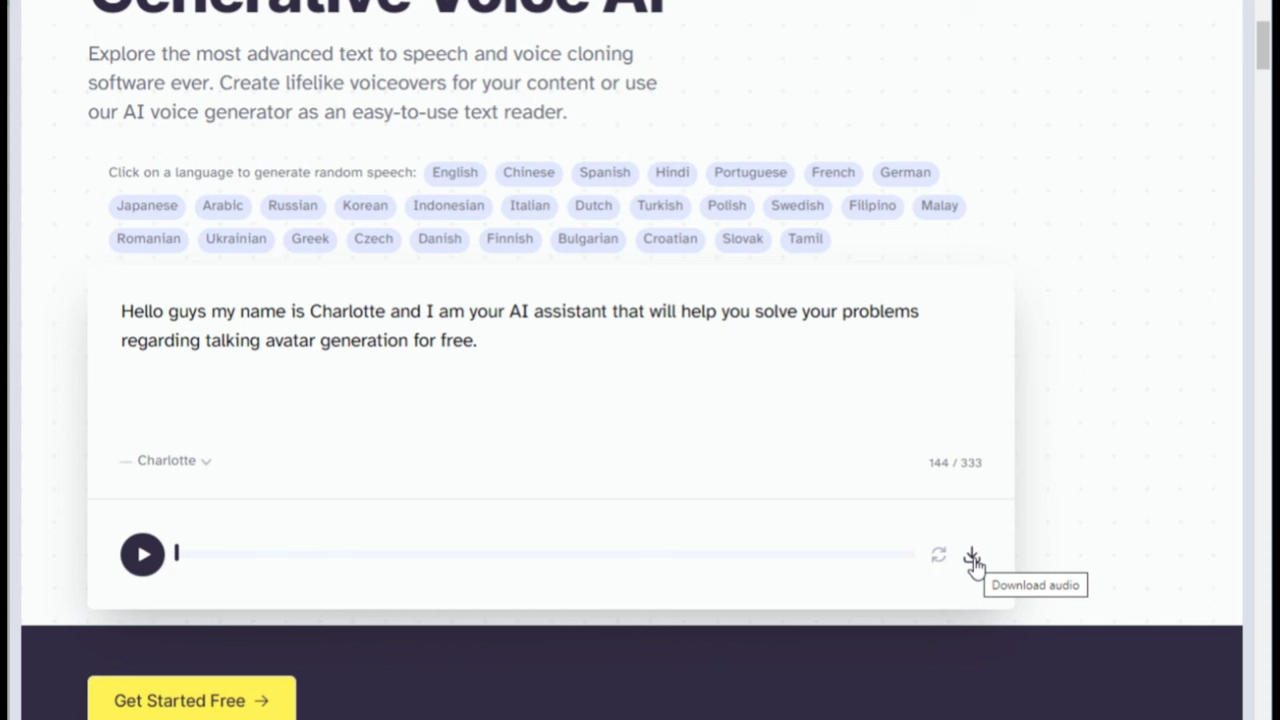 Generative Voice AI
Explore the most advanced text to speech and voice cloning
software ever. Create lifelike voiceovers for your content or use
our AI voice generator as an easy-to-use text reader.
Click on a language to generate random speech: English Chinese Spanish Hindi Portuguese French German
Japanese Arabic Russian Korean Indonesian Italian Dutch Turkish Polish Swedish Filipino Malay
Romanian Ukrainian Greek Czech Danish Finnish Bulgarian Croatian Slovak Tamil
Hello guys my name is Charlotte and I am your AI assistant that will help you solve your problems
regarding talking avatar generation for free.
— Charlotte 144 / 333
Download audio
Get Started Free →